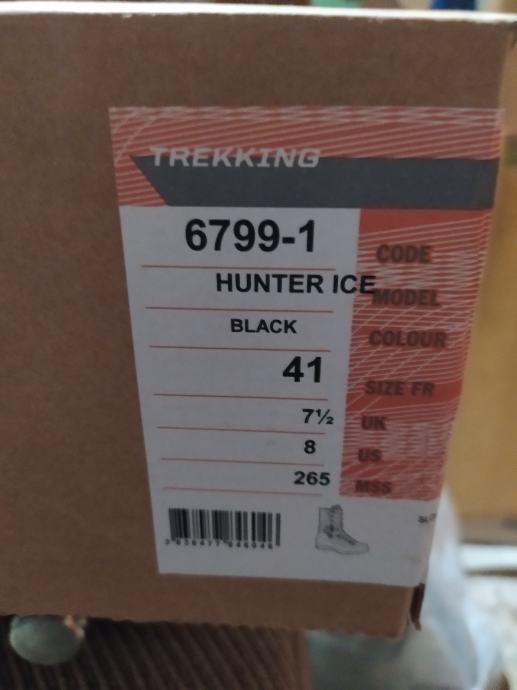 TREKKING
6799-1 CODE
HUNTER ICE MODEL
BLACK COLOUR
41 SIZE FR
7½ UK
8 US
265 MSS